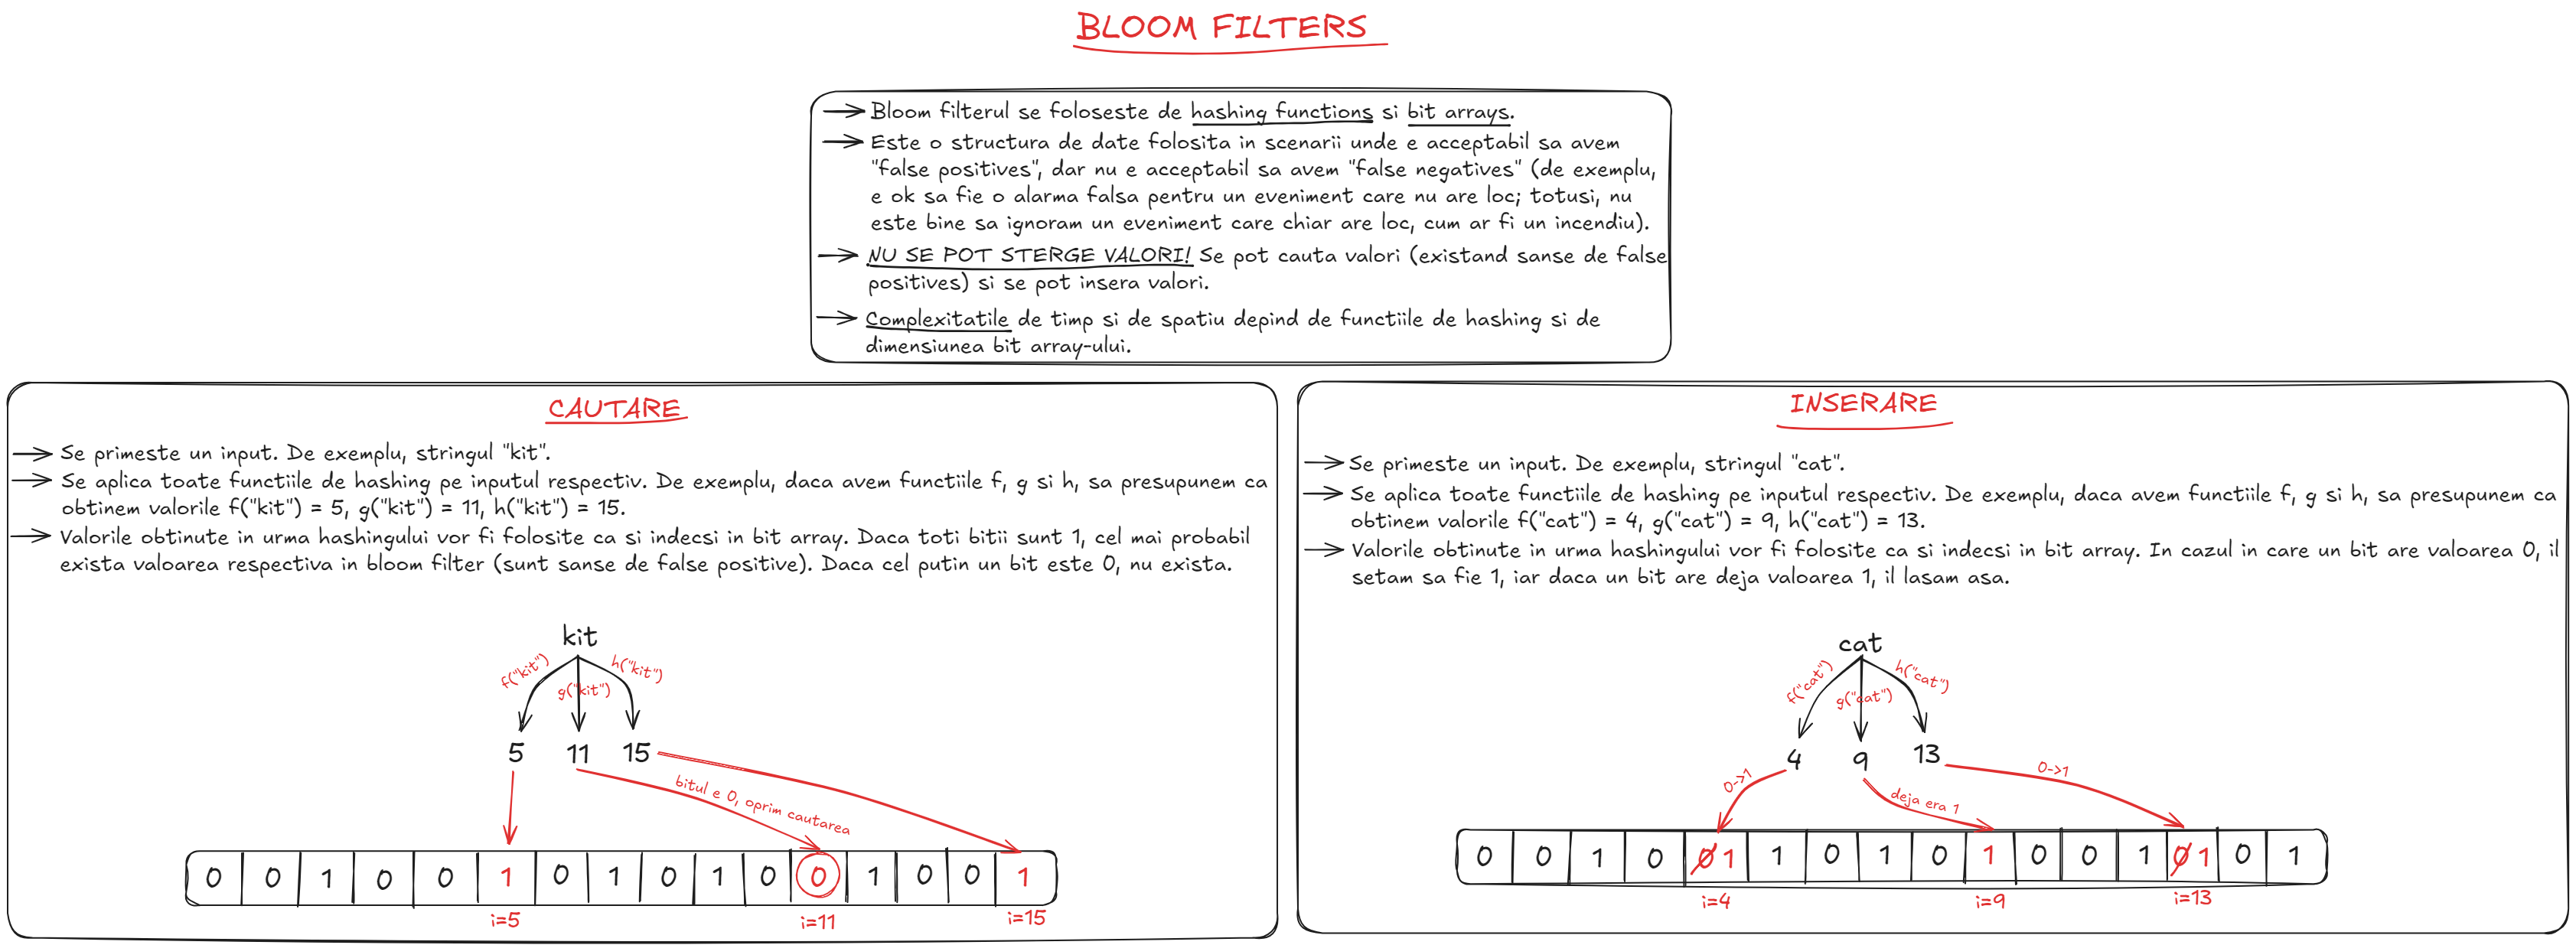 BLOOM FILTERS
Bloom filterul se foloseste de hashing functions si bit arrays.
Este o structura de date folosita in scenarii unde e acceptabil sa avem
"false positives", dar nu e acceptabil sa avem "false negatives" (de exemplu,
e ok sa fie o alarma falsa pentru un eveniment care nu are loc; totusi, nu
este bine sa ignoram un eveniment care chiar are loc, cum ar fi un incendiu).
NU SE POT STERGE VALORI! Se pot cauta valori (existand sanse de false
positives) si se pot insera valori.
Complexitatile de timp si de spatiu depind de functiile de hashing si de
dimensiunea bit array-ului.
CAUTARE
Se primeste un input. De exemplu, stringul "kit".
Se aplica toate functiile de hashing pe inputul respectiv. De exemplu, daca avem functiile f, g si h, sa presupunem ca
obtinem valorile f("kit") = 5, g("kit") = 11, h("kit") = 15.
Valorile obtinute in urma hashingului vor fi folosite ca si indecsi in bit array. Daca toti bitii sunt 1, cel mai probabil
exista valoarea respectiva in bloom filter (sunt sanse de false positive). Daca cel putin un bit este 0, nu exista.
kit
f("kit") g("kit") h("kit")
5 11 15
bitul e 0, oprim cautarea
0 0 1 0 0 1 0 1 0 1 0 0 1 0 0 1
i=5 i=11 i=15
INSERARE
Se primeste un input. De exemplu, stringul "cat".
Se aplica toate functiile de hashing pe inputul respectiv. De exemplu, daca avem functiile f, g si h, sa presupunem ca
obtinem valorile f("cat") = 4, g("cat") = 9, h("cat") = 13.
Valorile obtinute in urma hashingului vor fi folosite ca si indecsi in bit array. In cazul in care un bit are valoarea 0, il
setam sa fie 1, iar daca un bit are deja valoarea 1, il lasam asa.
cat
f("cat") g("cat") h("cat")
4 9 13
0->1 deja era 1 0->1
0 0 1 0 0 1 1 0 1 0 1 0 0 1 0 1 0 1
i=4 i=9 i=13